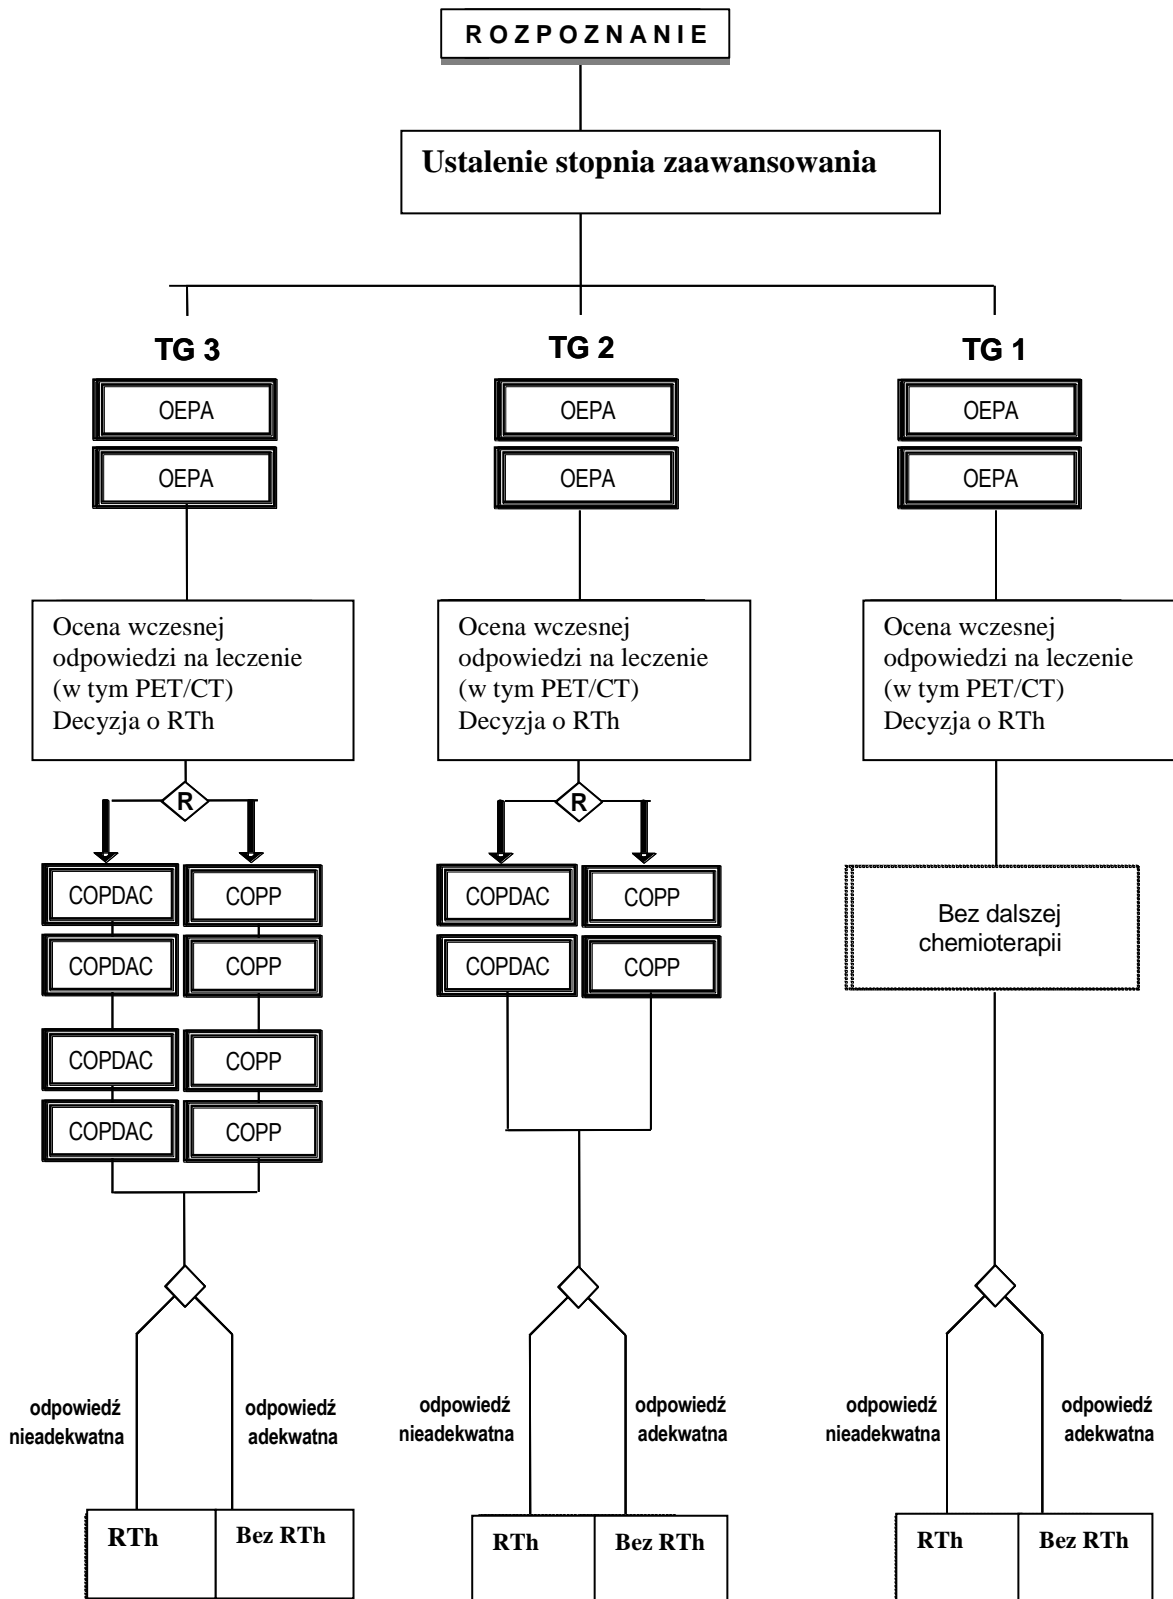 ROZPOZNANIE
Ustalenie stopnia zaawansowania
TG 3
TG 2
TG 1
OEPA
OEPA
OEPA
OEPA
OEPA
OEPA
Ocena wczesnej
odpowiedzi na leczenie
(w tym PET/CT)
Decyzja o RTh
Ocena wczesnej
odpowiedzi na leczenie
(w tym PET/CT)
Decyzja o RTh
Ocena wczesnej
odpowiedzi na leczenie
(w tym PET/CT)
Decyzja o RTh
R
R
COPDAC
COPP
COPDAC
COPP
COPDAC
COPP
COPDAC
COPP
COPDAC
COPP
COPDAC
COPP
Bez dalszej
chemioterapii
odpowiedź
nieadekwatna
odpowiedź
adekwatna
odpowiedź
nieadekwatna
odpowiedź
adekwatna
odpowiedź
nieadekwatna
odpowiedź
adekwatna
RTh
Bez RTh
RTh
Bez RTh
RTh
Bez RTh